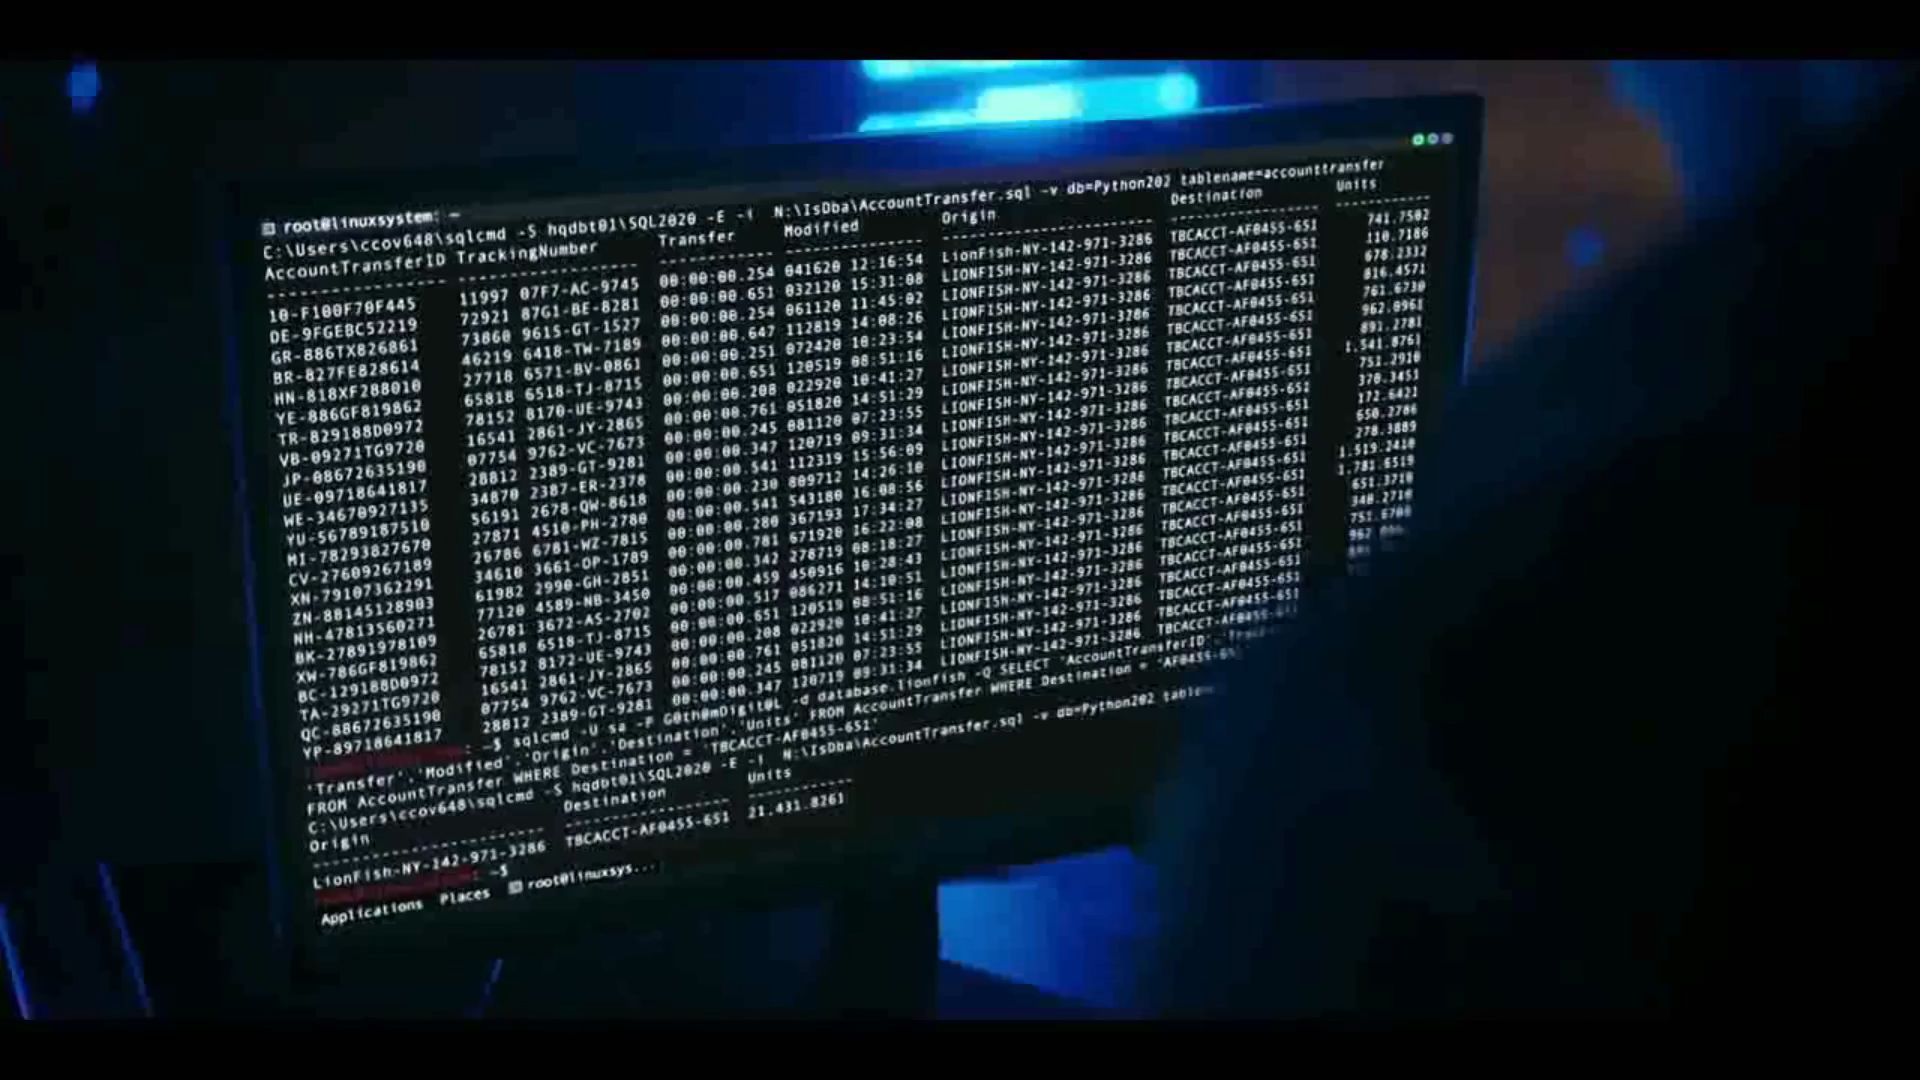 root@linuxsystem: ~
C:\Users\ccov648\sqlcmd -S hqdbt01\SQL2020 -E -i N:\IsDba\AccountTransfer.sql -v db=Python202 tablename=accounttransfer
AccountTransferID TrackingNumber Transfer Modified Origin Destination Units
10-F100F70F445 11997 07F7-AC-9745 00:00:00.254 041620 12:16:54 LionFish-NY-142-971-3286 TBCACCT-AF0455-651 741.7502
DE-9FGEBC52219 72921 87G1-BE-8281 00:00:00.651 032120 15:31:08 LIONFISH-NY-142-971-3286 TBCACCT-AF0455-651 110.7186
GR-886TX826861 73860 9615-GT-1527 00:00:00.254 061120 11:45:02 LIONFISH-NY-142-971-3286 TBCACCT-AF0455-651 678.2332
BR-827FE828614 46219 6418-TW-7189 00:00:00.647 112819 14:08:26 LIONFISH-NY-142-971-3286 TBCACCT-AF0455-651 816.4571
HN-818XF288010 27718 6571-BV-0861 00:00:00.251 072420 10:23:54 LIONFISH-NY-142-971-3286 TBCACCT-AF0455-651 761.6730
YE-886GF819862 65818 6518-TJ-8715 00:00:00.651 120519 08:51:16 LIONFISH-NY-142-971-3286 TBCACCT-AF0455-651 962.0961
TR-829188D0972 78152 8170-UE-9743 00:00:00.208 022920 10:41:27 LIONFISH-NY-142-971-3286 TBCACCT-AF0455-651 891.2781
VB-09271TG9720 16541 2861-JY-2865 00:00:00.761 051820 14:51:29 LIONFISH-NY-142-971-3286 TBCACCT-AF0455-651 1.541.8761
JP-08672635190 07754 9762-VC-7673 00:00:00.245 081120 07:23:55 LIONFISH-NY-142-971-3286 TBCACCT-AF0455-651 751.2910
UE-09718641817 28812 2389-GT-9281 00:00:00.347 120719 09:31:34 LIONFISH-NY-142-971-3286 TBCACCT-AF0455-651 370.3451
WE-34670927135 34870 2387-ER-2378 00:00:00.541 112319 15:56:09 LIONFISH-NY-142-971-3286 TBCACCT-AF0455-651 172.6421
YU-56789187510 56191 2678-QW-8618 00:00:00.230 809712 14:26:10 LIONFISH-NY-142-971-3286 TBCACCT-AF0455-651 650.2786
MI-78293827670 27871 4510-PH-2780 00:00:00.541 543180 16:08:56 LIONFISH-NY-142-971-3286 TBCACCT-AF0455-651 278.3889
CV-27609267189 26786 6781-WZ-7815 00:00:00.280 367193 17:34:27 LIONFISH-NY-142-971-3286 TBCACCT-AF0455-651 1.519.2410
XN-79107362291 34610 3661-OP-1789 00:00:00.781 671920 16:22:08 LIONFISH-NY-142-971-3286 TBCACCT-AF0455-651 1.781.6519
ZN-88145128903 61982 2990-GH-2851 00:00:00.342 278719 08:18:27 LIONFISH-NY-142-971-3286 TBCACCT-AF0455-651 651.3710
NH-47813560271 77120 4589-NB-3450 00:00:00.459 450916 10:28:43 LIONFISH-NY-142-971-3286 TBCACCT-AF0455-651 340.2710
BK-27891978109 26781 3672-AS-2702 00:00:00.517 086271 14:10:51 LIONFISH-NY-142-971-3286 TBCACCT-AF0455-651
XW-786GF819862 65818 6518-TJ-8715 00:00:00.651 120519 08:51:16 LIONFISH-NY-142-971-3286 TBCACCT-AF0455-651
BC-129188D0972 78152 8172-UE-9743 00:00:00.208 022920 10:41:27 LIONFISH-NY-142-971-3286 TBCACCT-AF0455-651
TA-29271TG9720 16541 2861-JY-2865 00:00:00.761 051820 14:51:29 LIONFISH-NY-142-971-3286
QC-88672635190 07754 9762-VC-7673 00:00:00.245 081120 07:23:55 LIONFISH-NY-142-971-3286
YP-89718641817 28812 2389-GT-9281 00:00:00.347 120719 09:31:34 LIONFISH-NY-142-971-3286
: ~$ sqlcmd -U sa -P G0th@mDigit@L -d database.lionfish -Q SELECT 'AccountTransferID'
'Transfer' 'Modified' 'Origin' 'Destination' 'Units' FROM AccountTransfer WHERE Destination =
FROM AccountTransfer WHERE Destination = 'TBCACCT-AF0455-651'
C:\Users\ccov648\sqlcmd -S hqdbt01\SQL2020 -E -i N:\IsDba\AccountTransfer.sql -v db=Python202
Origin Destination Units
LionFish-NY-142-971-3286 TBCACCT-AF0455-651 21.431.8261
: ~$
Applications Places root@linuxsys...